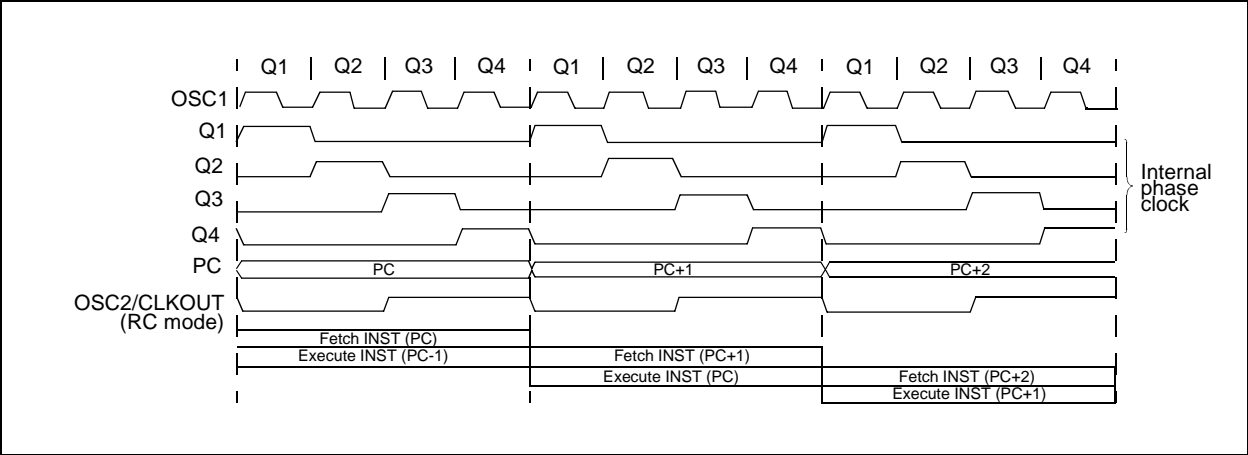 Q1 Q2 Q3 Q4 Q1 Q2 Q3 Q4 Q1 Q2 Q3 Q4
OSC1
Q1
Q2
Q3
Q4
PC PC PC+1 PC+2
OSC2/CLKOUT
(RC mode)
Internal
phase
clock
Fetch INST (PC)
Execute INST (PC-1) Fetch INST (PC+1)
Execute INST (PC) Fetch INST (PC+2)
Execute INST (PC+1)